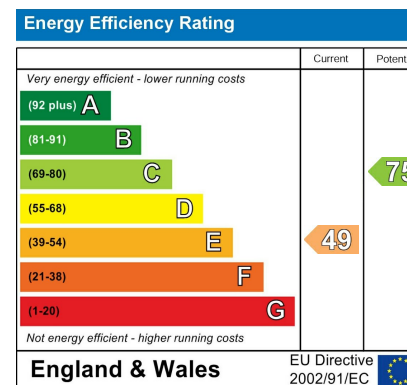 Energy Efficiency Rating
Current Potent
Very energy efficient - lower running costs
(92 plus) A
(81-91) B
(69-80) C 75
(55-68) D
(39-54) E 49
(21-38) F
(1-20) G
Not energy efficient - higher running costs
England & Wales
EU Directive
2002/91/EC